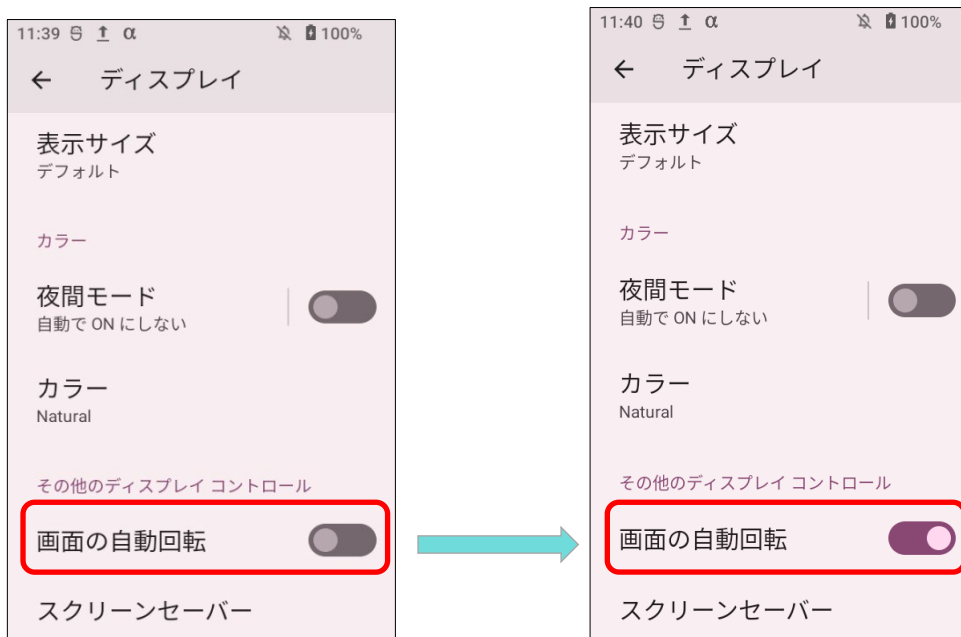 11:39 α 100%
ディスプレイ
表示サイズ
デフォルト
カラー
夜間モード
自動で ON にしない
カラー
Natural
その他のディスプレイ コントロール
画面の自動回転
スクリーンセーバー
11:40 α 100%
ディスプレイ
表示サイズ
デフォルト
カラー
夜間モード
自動で ON にしない
カラー
Natural
その他のディスプレイ コントロール
画面の自動回転
スクリーンセーバー